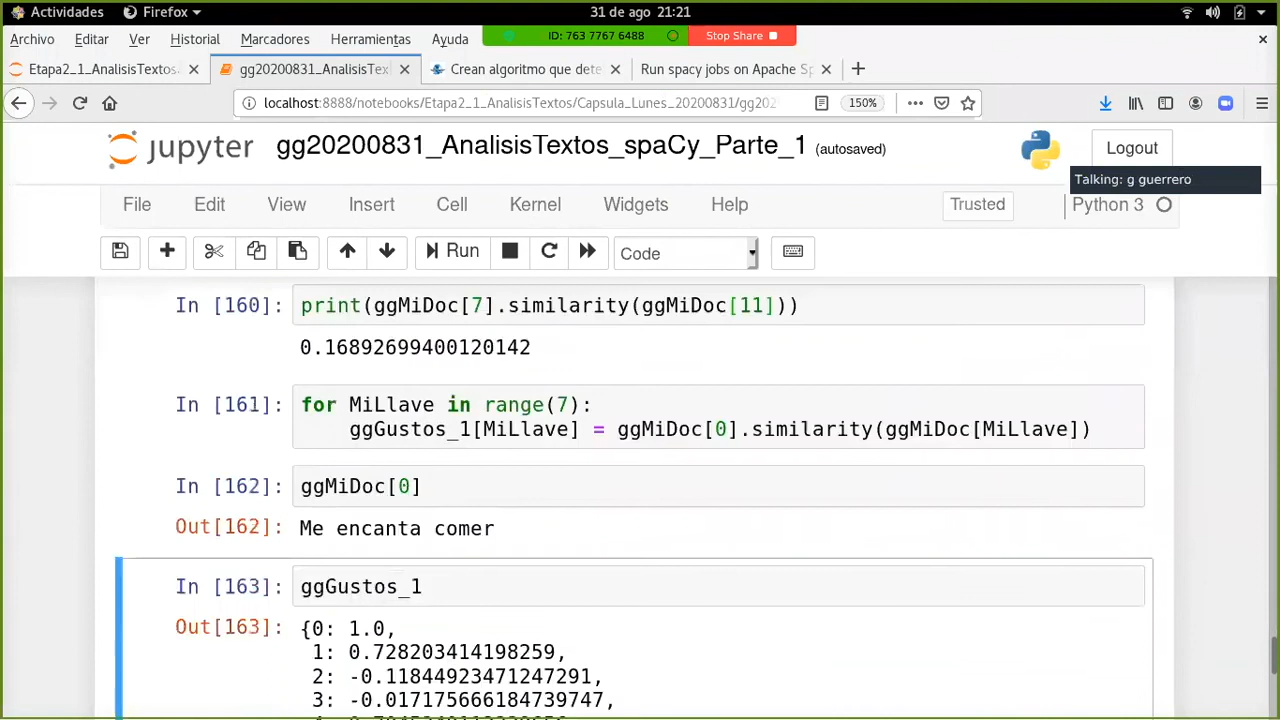 Actividades Firefox 31 de ago 21:21
Archivo Editar Ver Historial Marcadores Herramientas Ayuda ID: 763 7767 6488 Stop Share
Etapa2_1_AnalisisTextos gg20200831_AnalisisTex Crean algoritmo que dete Run spacy jobs on Apache Sp
localhost:8888/notebooks/Etapa2_1_AnalisisTextos/Capsula_Lunes_20200831/gg202 150%
jupyter gg20200831_AnalisisTextos_spaCy_Parte_1 (autosaved) Logout
Talking: g guerrero
File Edit View Insert Cell Kernel Widgets Help Trusted Python 3
Run Code
In [160]: print(ggMiDoc[7].similarity(ggMiDoc[11]))
0.16892699400120142
In [161]: for MiLlave in range(7):
ggGustos_1[MiLlave] = ggMiDoc[0].similarity(ggMiDoc[MiLlave])
In [162]: ggMiDoc[0]
Out[162]: Me encanta comer
In [163]: ggGustos_1
Out[163]: {0: 1.0,
1: 0.728203414198259,
2: -0.11844923471247291,
3: -0.017175666184739747,